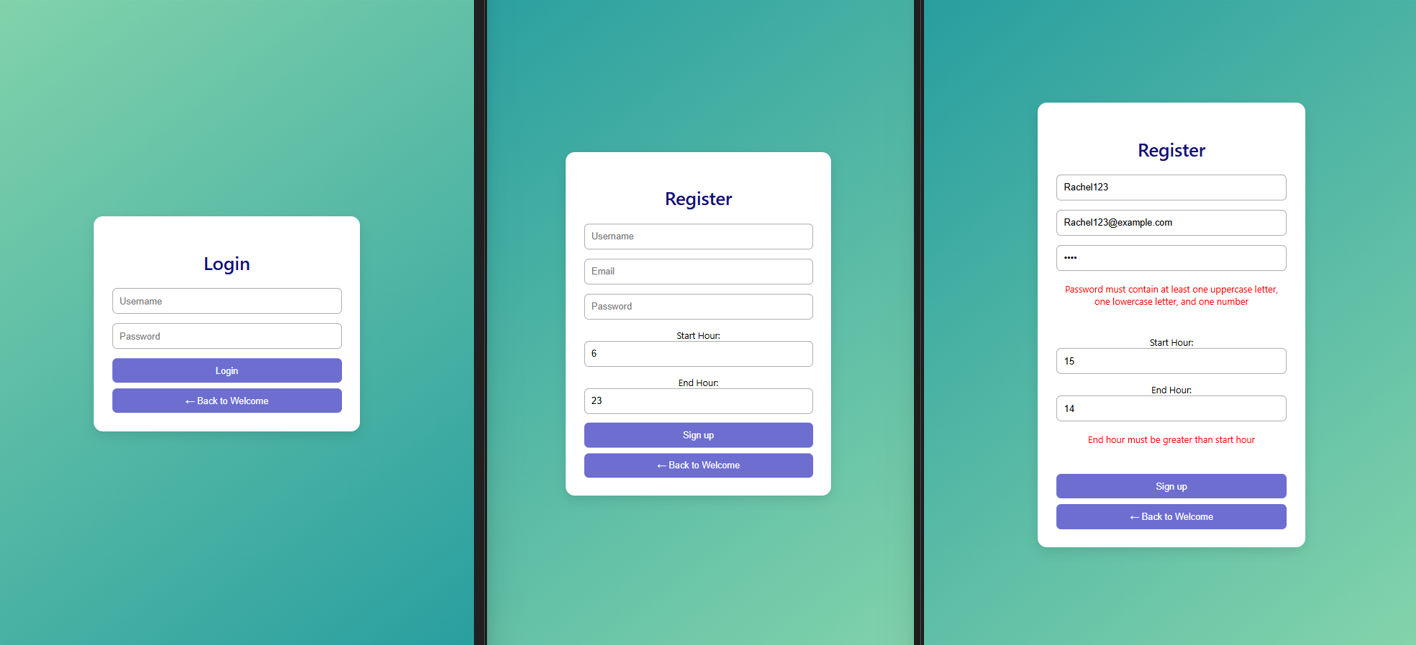 Login
Username
Password
Login
← Back to Welcome
Register
Username
Email
Password
Start Hour:
6
End Hour:
23
Sign up
← Back to Welcome
Register
Rachel123
Rachel123@example.com
••••
Password must contain at least one uppercase letter,
one lowercase letter, and one number
Start Hour:
15
End Hour:
14
End hour must be greater than start hour
Sign up
← Back to Welcome